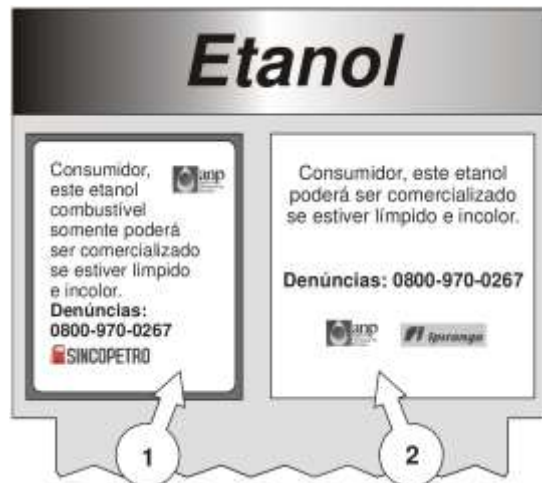 Etanol
Consumidor,
este etanol
combustível
somente poderá
ser comercializado
se estiver límpido
e incolor.
Denúncias:
0800-970-0267
SINCOPETRO
anp
Consumidor, este etanol
poderá ser comercializado
se estiver límpido e incolor.
Denúncias: 0800-970-0267
anp
Ipiranga
1
2